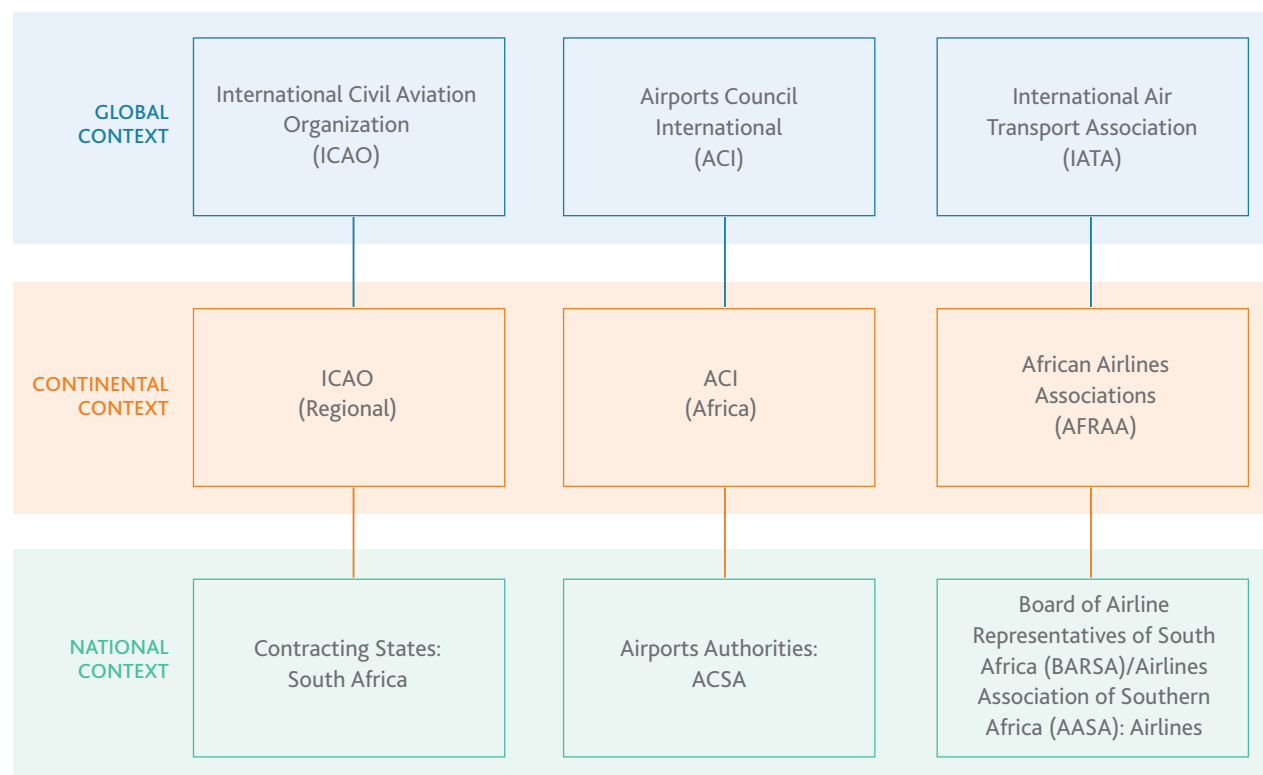 GLOBAL
CONTEXT
International Civil Aviation
Organization
(ICAO)
Airports Council
International
(ACI)
International Air
Transport Association
(IATA)
CONTINENTAL
CONTEXT
ICAO
(Regional)
ACI
(Africa)
African Airlines
Associations
(AFRAA)
NATIONAL
CONTEXT
Contracting States:
South Africa
Airports Authorities:
ACSA
Board of Airline
Representatives of South
Africa (BARSA)/Airlines
Association of Southern
Africa (AASA): Airlines